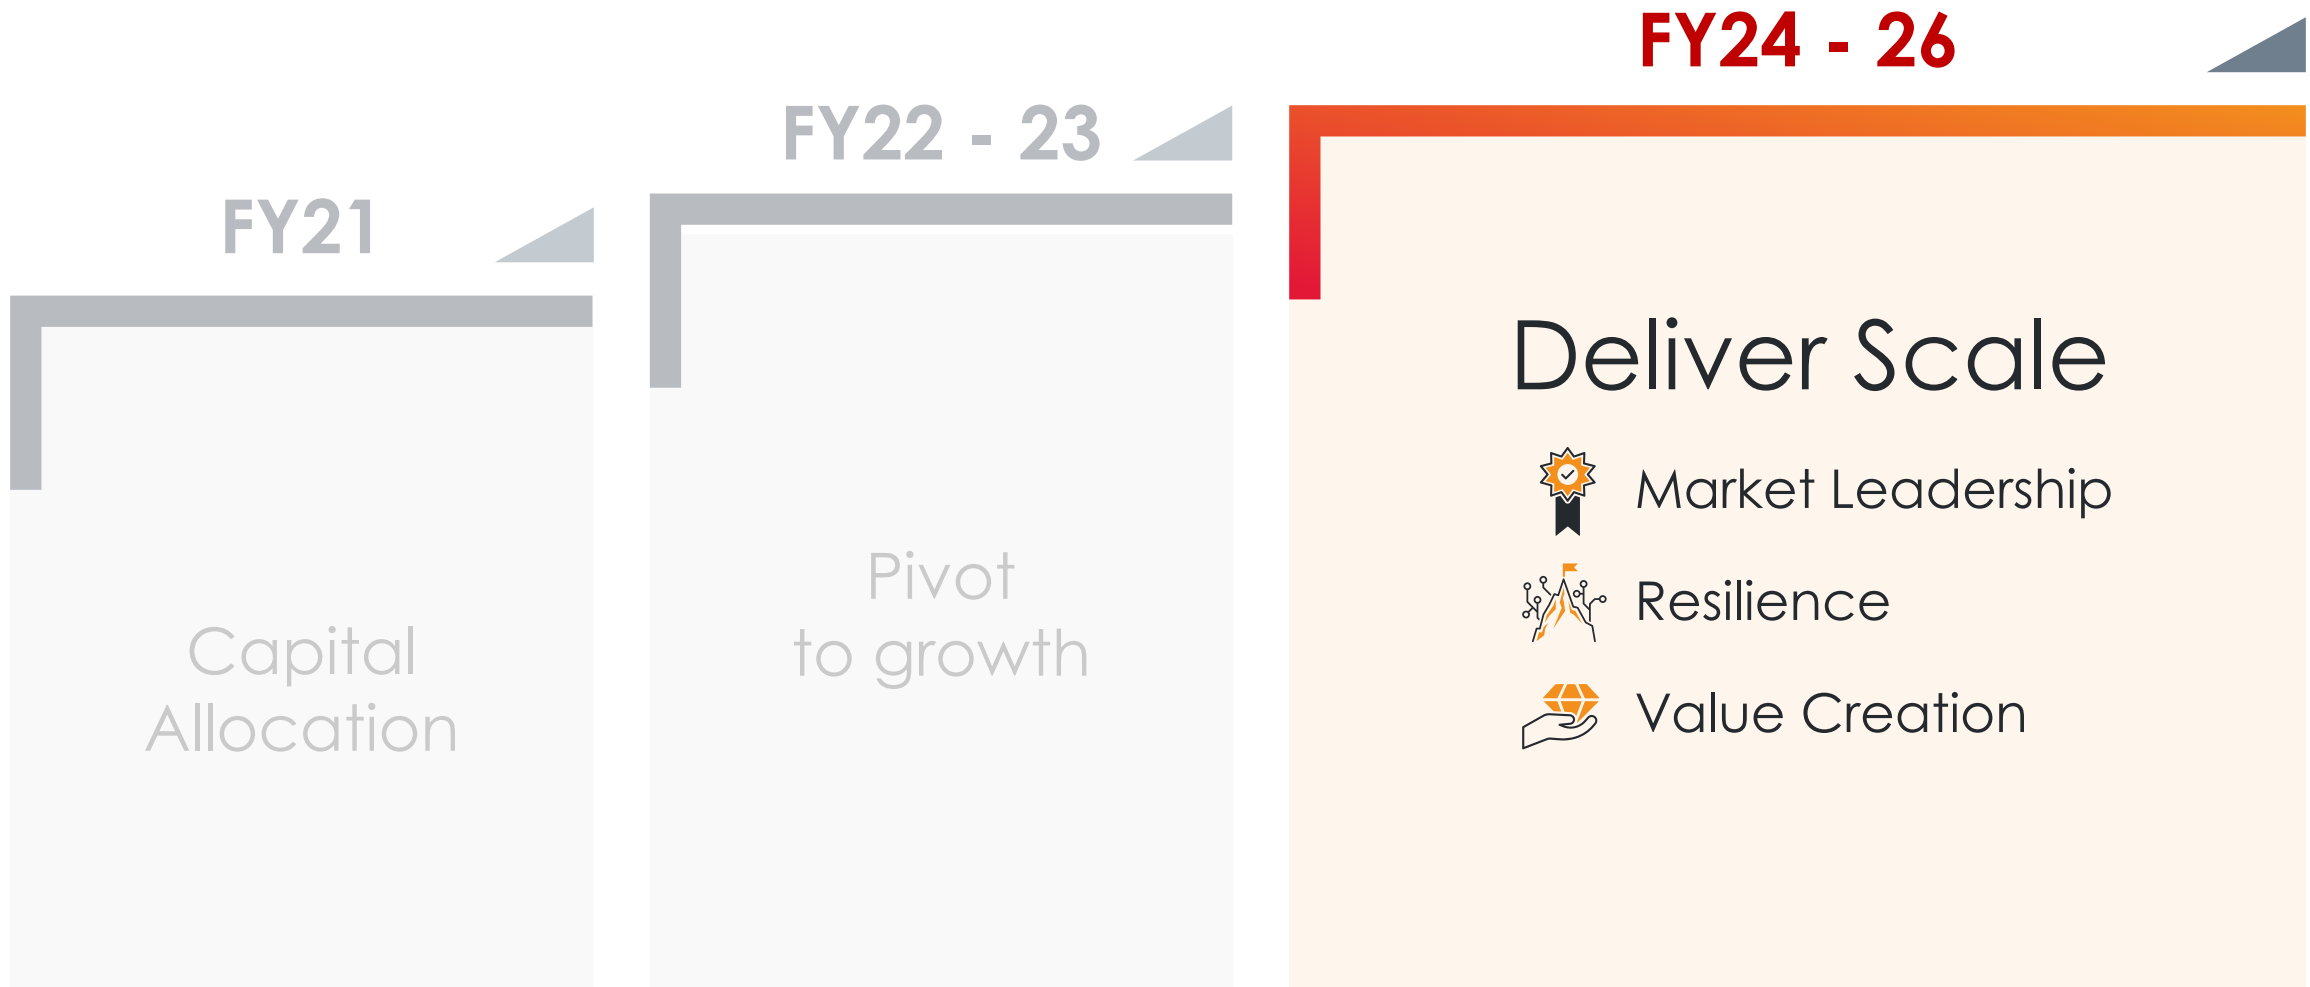 FY21
Capital
Allocation
FY22 - 23
Pivot
to growth
FY24 - 26
Deliver Scale
Market Leadership
Resilience
Value Creation